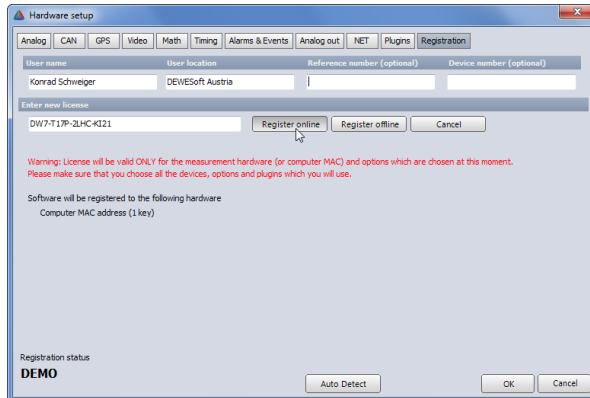 Hardware setup
Analog CAN GPS Video Math Timing Alarms & Events Analog out NET Plugins Registration
User name User location Reference number (optional) Device number (optional)
Konrad Schweiger DEWESoft Austria
Enter new license
DW7-T17P-2LHC-KI21 Register online Register offline Cancel
Warning: License will be valid ONLY for the measurement hardware (or computer MAC) and options which are chosen at this moment.
Please make sure that you choose all the devices, options and plugins which you will use.
Software will be registered to the following hardware
Computer MAC address (1 key)
Registration status
DEMO
Auto Detect OK Cancel